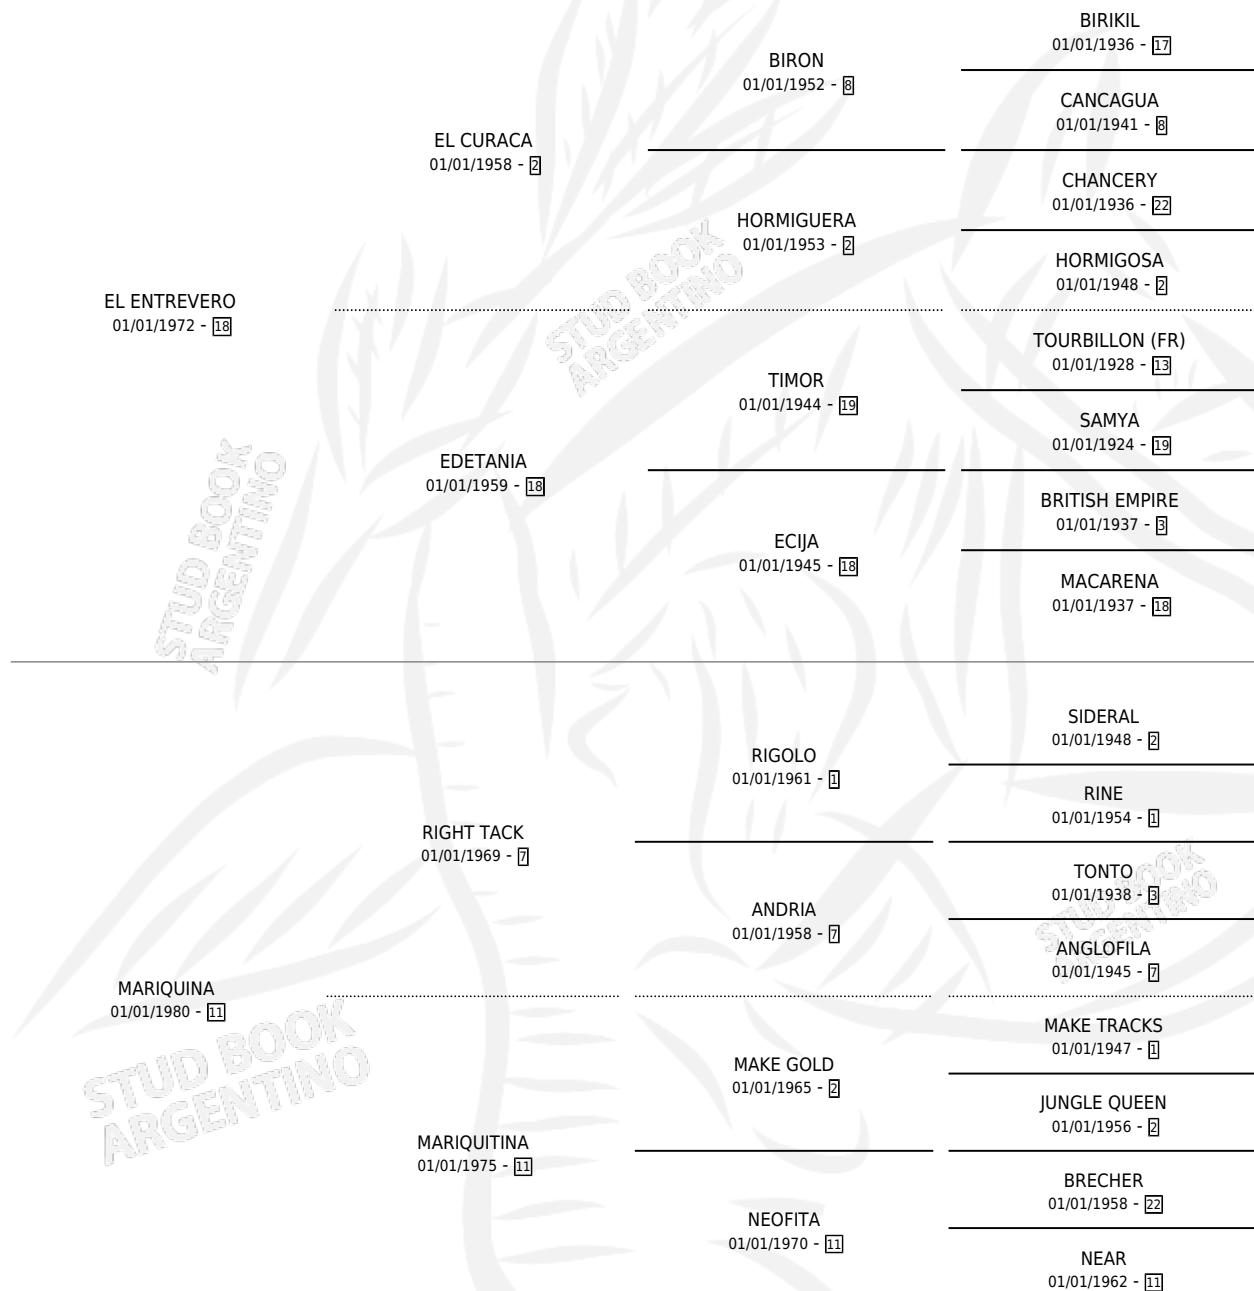 BIRIKIL
01/01/1936 - 17
BIRON
01/01/1952 - 8
CANCAGUA
01/01/1941 - 8
EL CURACA
01/01/1958 - 2
CHANCERY
01/01/1936 - 22
HORMIGUERA
01/01/1953 - 2
HORMIGOSA
01/01/1948 - 2
EL ENTREVERO
01/01/1972 - 18
TOURBILLON (FR)
01/01/1928 - 13
TIMOR
01/01/1944 - 19
SAMYA
01/01/1924 - 19
EDETANIA
01/01/1959 - 18
BRITISH EMPIRE
01/01/1937 - 3
ECIJA
01/01/1945 - 18
MACARENA
01/01/1937 - 18
STUD BOOK
ARGENTINO
STUD BOOK
ARGENTINO
SIDERAL
01/01/1948 - 2
RIGOLO
01/01/1961 - 1
RINE
01/01/1954 - 1
RIGHT TACK
01/01/1969 - 7
TONTO
01/01/1938 - 3
ANDRIA
01/01/1958 - 7
ANGLOFILA
01/01/1945 - 7
MARIQUINA
01/01/1980 - 11
MAKE TRACKS
01/01/1947 - 1
MAKE GOLD
01/01/1965 - 2
JUNGLE QUEEN
01/01/1956 - 2
MARIQUITINA
01/01/1975 - 11
BRECHER
01/01/1958 - 22
NEOFITA
01/01/1970 - 11
NEAR
01/01/1962 - 11
STUD BOOK
ARGENTINO
STUD BOOK
ARGENTINO